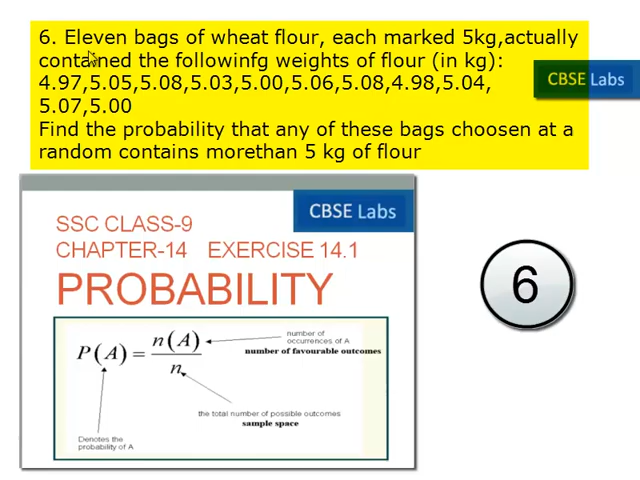 6. Eleven bags of wheat flour, each marked 5kg,actually
contained the followinfg weights of flour (in kg):
4.97,5.05,5.08,5.03,5.00,5.06,5.08,4.98,5.04,
5.07,5.00
Find the probability that any of these bags choosen at a
random contains morethan 5 kg of flour
CBSE Labs
CBSE Labs
SSC CLASS-9
CHAPTER-14 EXERCISE 14.1
PROBABILITY
P(A) = n(A) / n
number of
occurrences of A
number of favourable outcomes
the total number of possible outcomes
sample space
Denotes the
probability of A
6